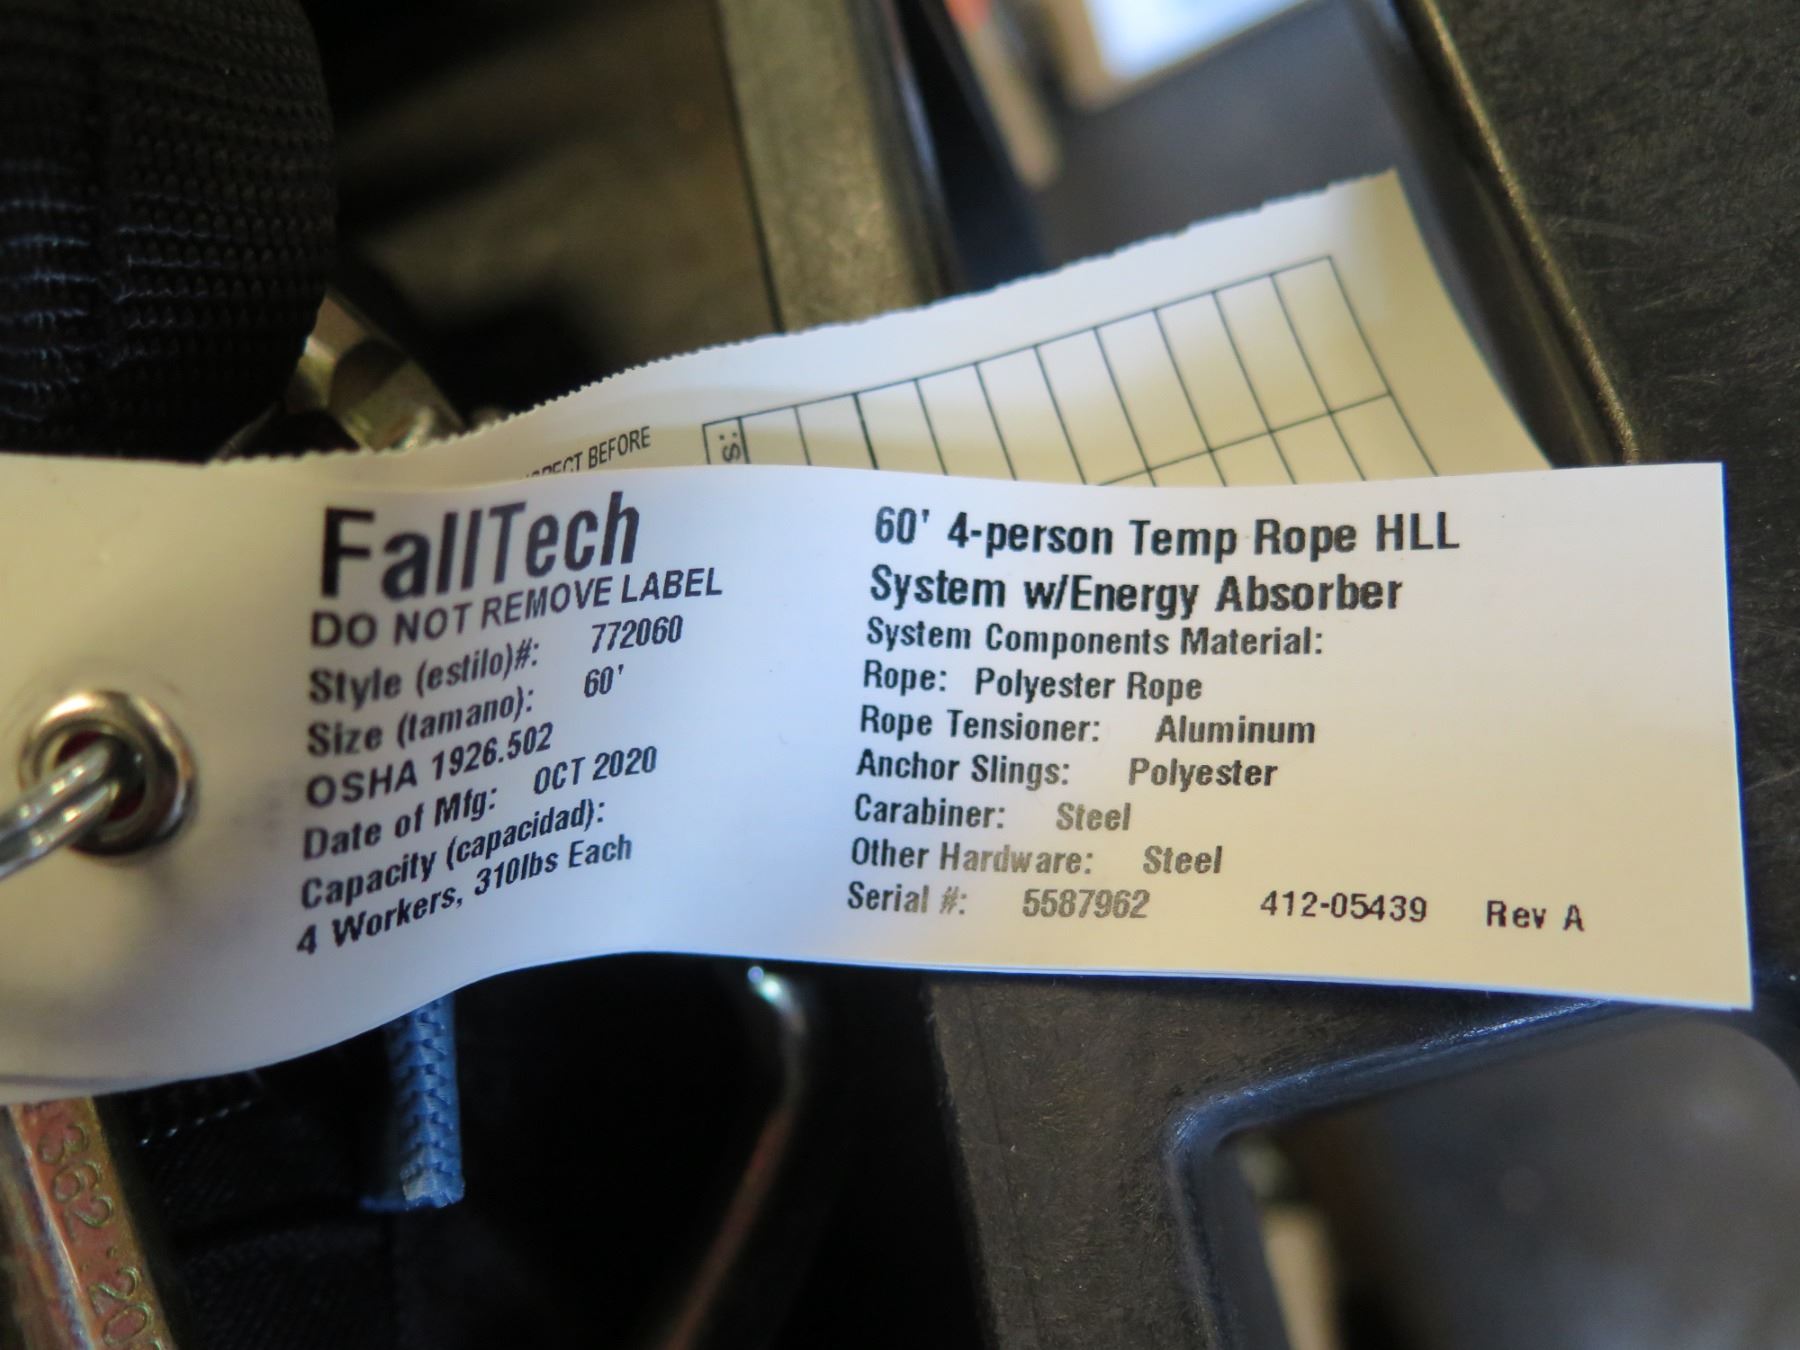 BEFORE
S:
FallTech
DO NOT REMOVE LABEL
Style (estilo)#: 772060
Size (tamano): 60'
OSHA 1926.502
Date of Mfg: OCT 2020
Capacity (capacidad):
4 Workers, 310lbs Each
60' 4-person Temp Rope HLL
System w/Energy Absorber
System Components Material:
Rope: Polyester Rope
Rope Tensioner: Aluminum
Anchor Slings: Polyester
Carabiner: Steel
Other Hardware: Steel
Serial #: 5587962 412-05439 Rev A
362